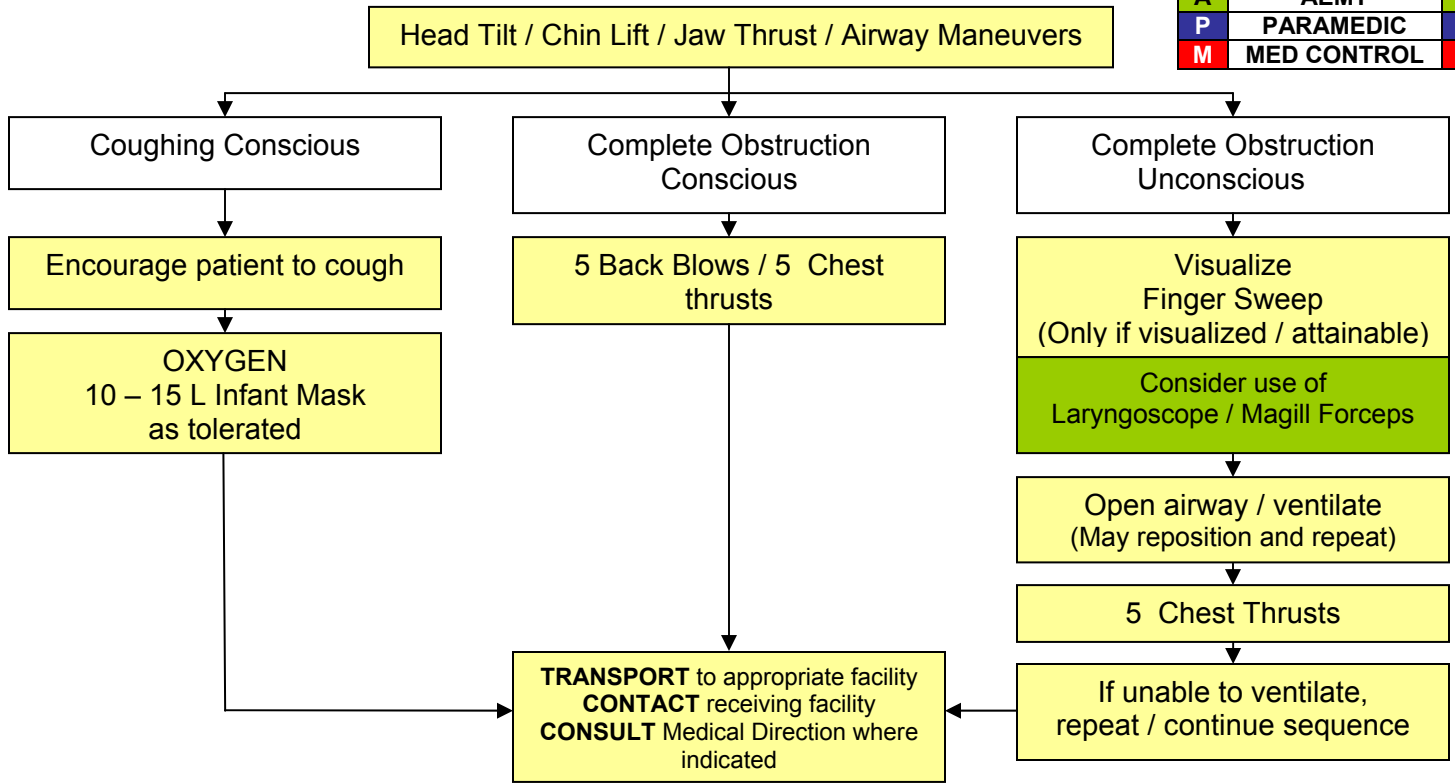 Head Tilt / Chin Lift / Jaw Thrust / Airway Maneuvers
P PARAMEDIC
M MED CONTROL
Coughing Conscious
Complete Obstruction
Conscious
Complete Obstruction
Unconscious
Encourage patient to cough
5 Back Blows / 5 Chest
thrusts
Visualize
Finger Sweep
(Only if visualized / attainable)
Consider use of
Laryngoscope / Magill Forceps
OXYGEN
10 – 15 L Infant Mask
as tolerated
Open airway / ventilate
(May reposition and repeat)
5 Chest Thrusts
TRANSPORT to appropriate facility
CONTACT receiving facility
CONSULT Medical Direction where
indicated
If unable to ventilate,
repeat / continue sequence